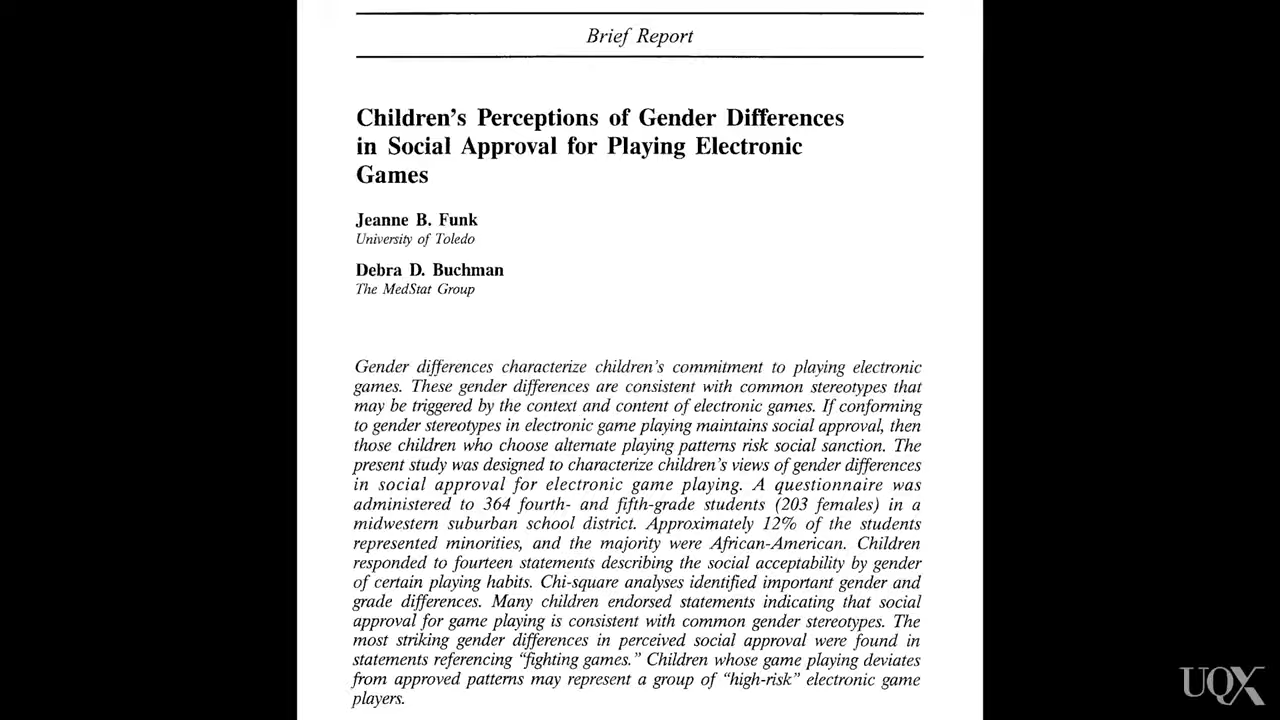 Brief Report
Children's Perceptions of Gender Differences
in Social Approval for Playing Electronic
Games
Jeanne B. Funk
University of Toledo
Debra D. Buchman
The MedStat Group
Gender differences characterize children's commitment to playing electronic
games. These gender differences are consistent with common stereotypes that
may be triggered by the context and content of electronic games. If conforming
to gender stereotypes in electronic game playing maintains social approval, then
those children who choose alternate playing patterns risk social sanction. The
present study was designed to characterize children's views of gender differences
in social approval for electronic game playing. A questionnaire was
administered to 364 fourth- and fifth-grade students (203 females) in a
midwestern suburban school district. Approximately 12% of the students
represented minorities, and the majority were African-American. Children
responded to fourteen statements describing the social acceptability by gender
of certain playing habits. Chi-square analyses identified important gender and
grade differences. Many children endorsed statements indicating that social
approval for game playing is consistent with common gender stereotypes. The
most striking gender differences in perceived social approval were found in
statements referencing "fighting games." Children whose game playing deviates
from approved patterns may represent a group of "high-risk" electronic game
players.
UQX